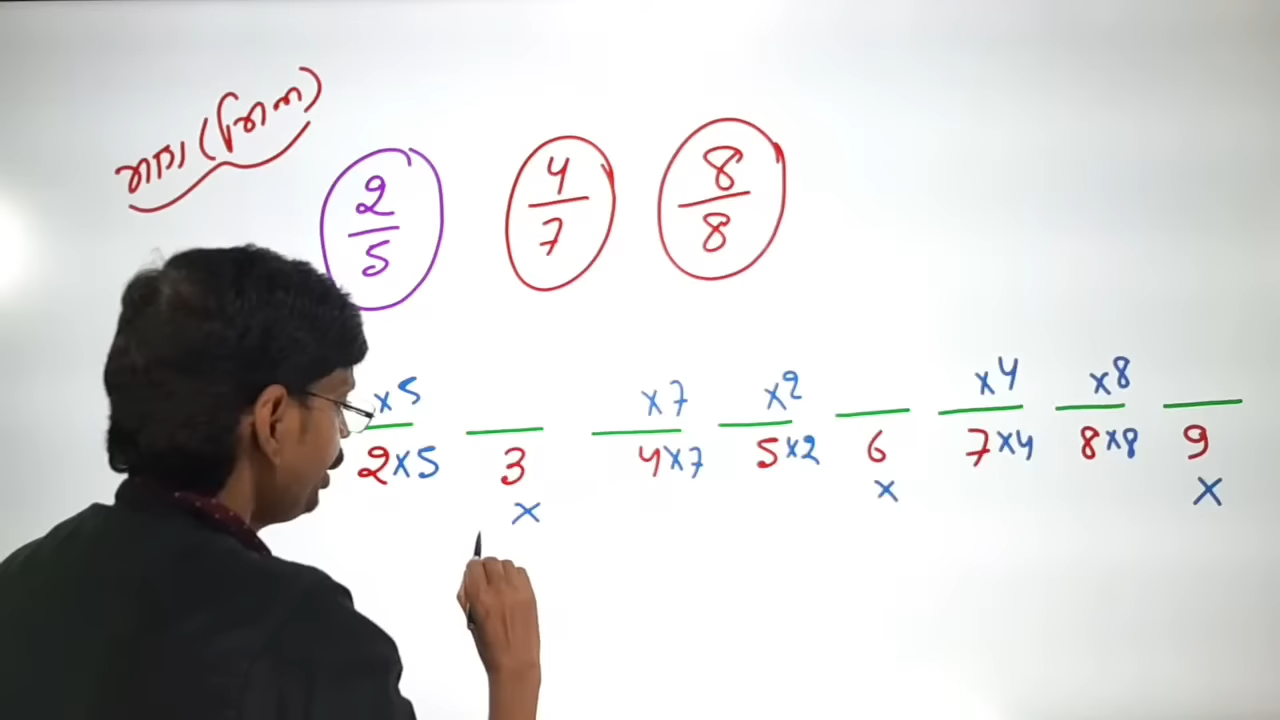 2/5 4/7 8/8
×5 ×7 ×2 ×4 ×8
2×5 3 4×7 5×2 6 7×4 8×8 9
× × ×